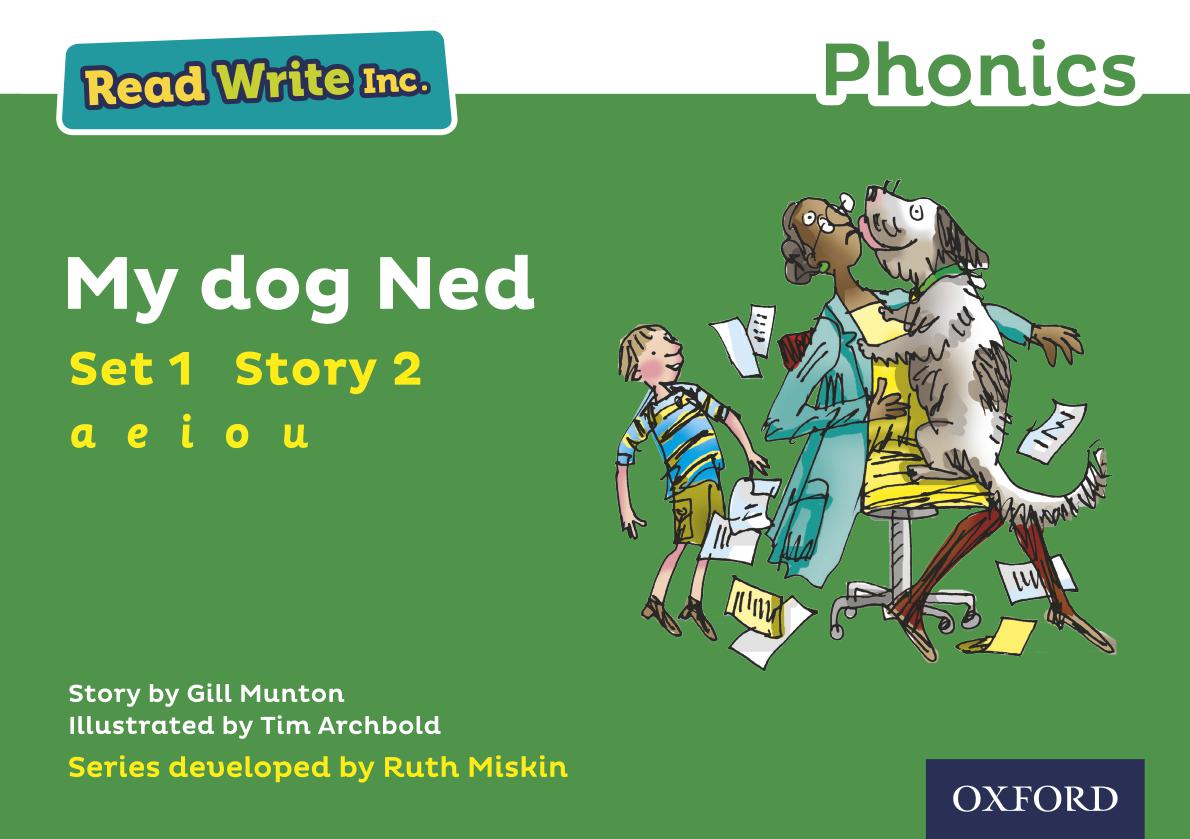 Read Write Inc.
Phonics
My dog Ned
Set 1 Story 2
a e i o u
Story by Gill Munton
Illustrated by Tim Archbold
Series developed by Ruth Miskin
OXFORD